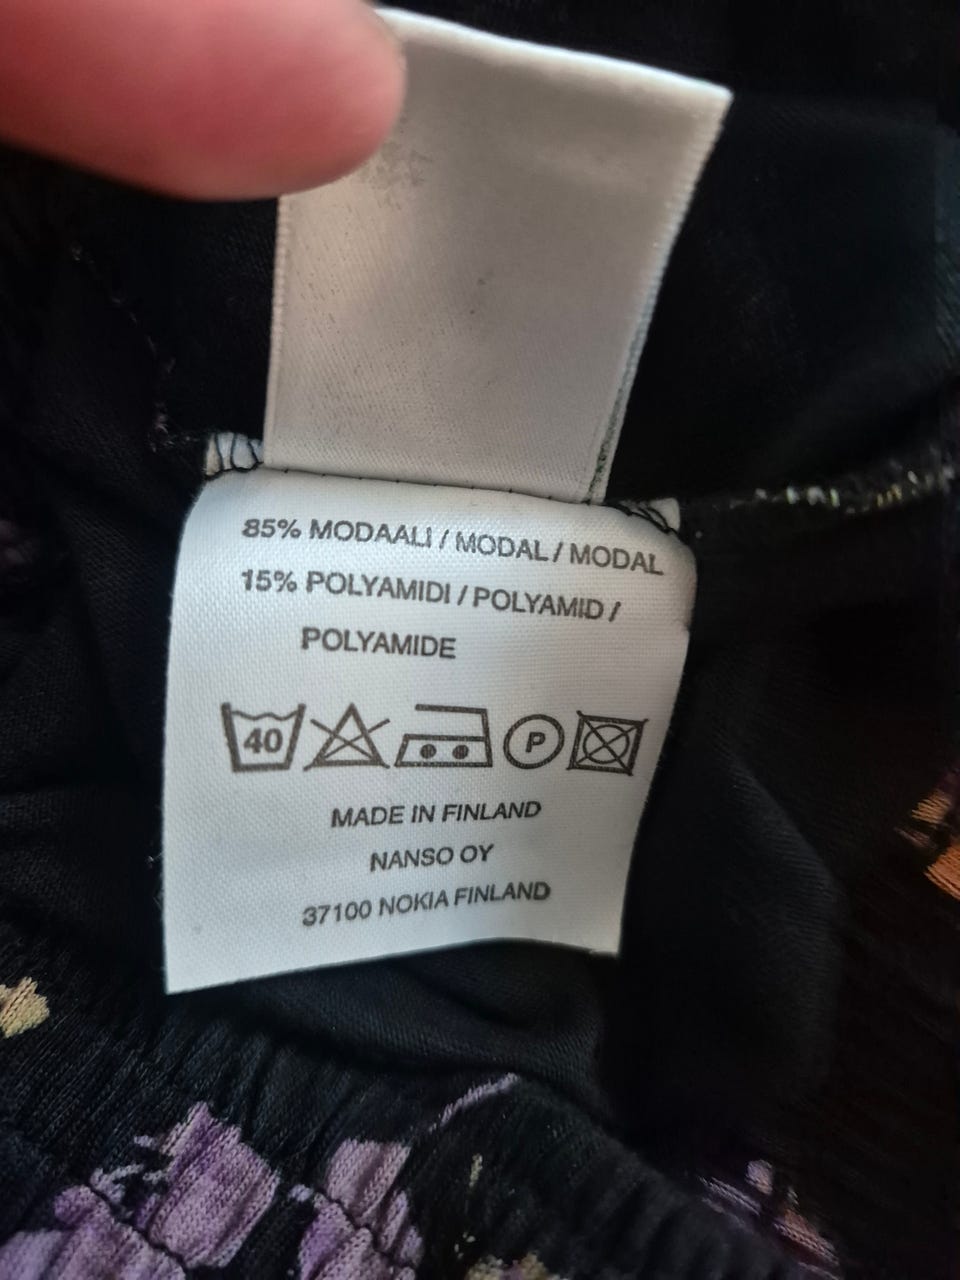 85% MODAALI / MODAL / MODAL
15% POLYAMIDI / POLYAMID /
POLYAMIDE
40 P
MADE IN FINLAND
NANSO OY
37100 NOKIA FINLAND